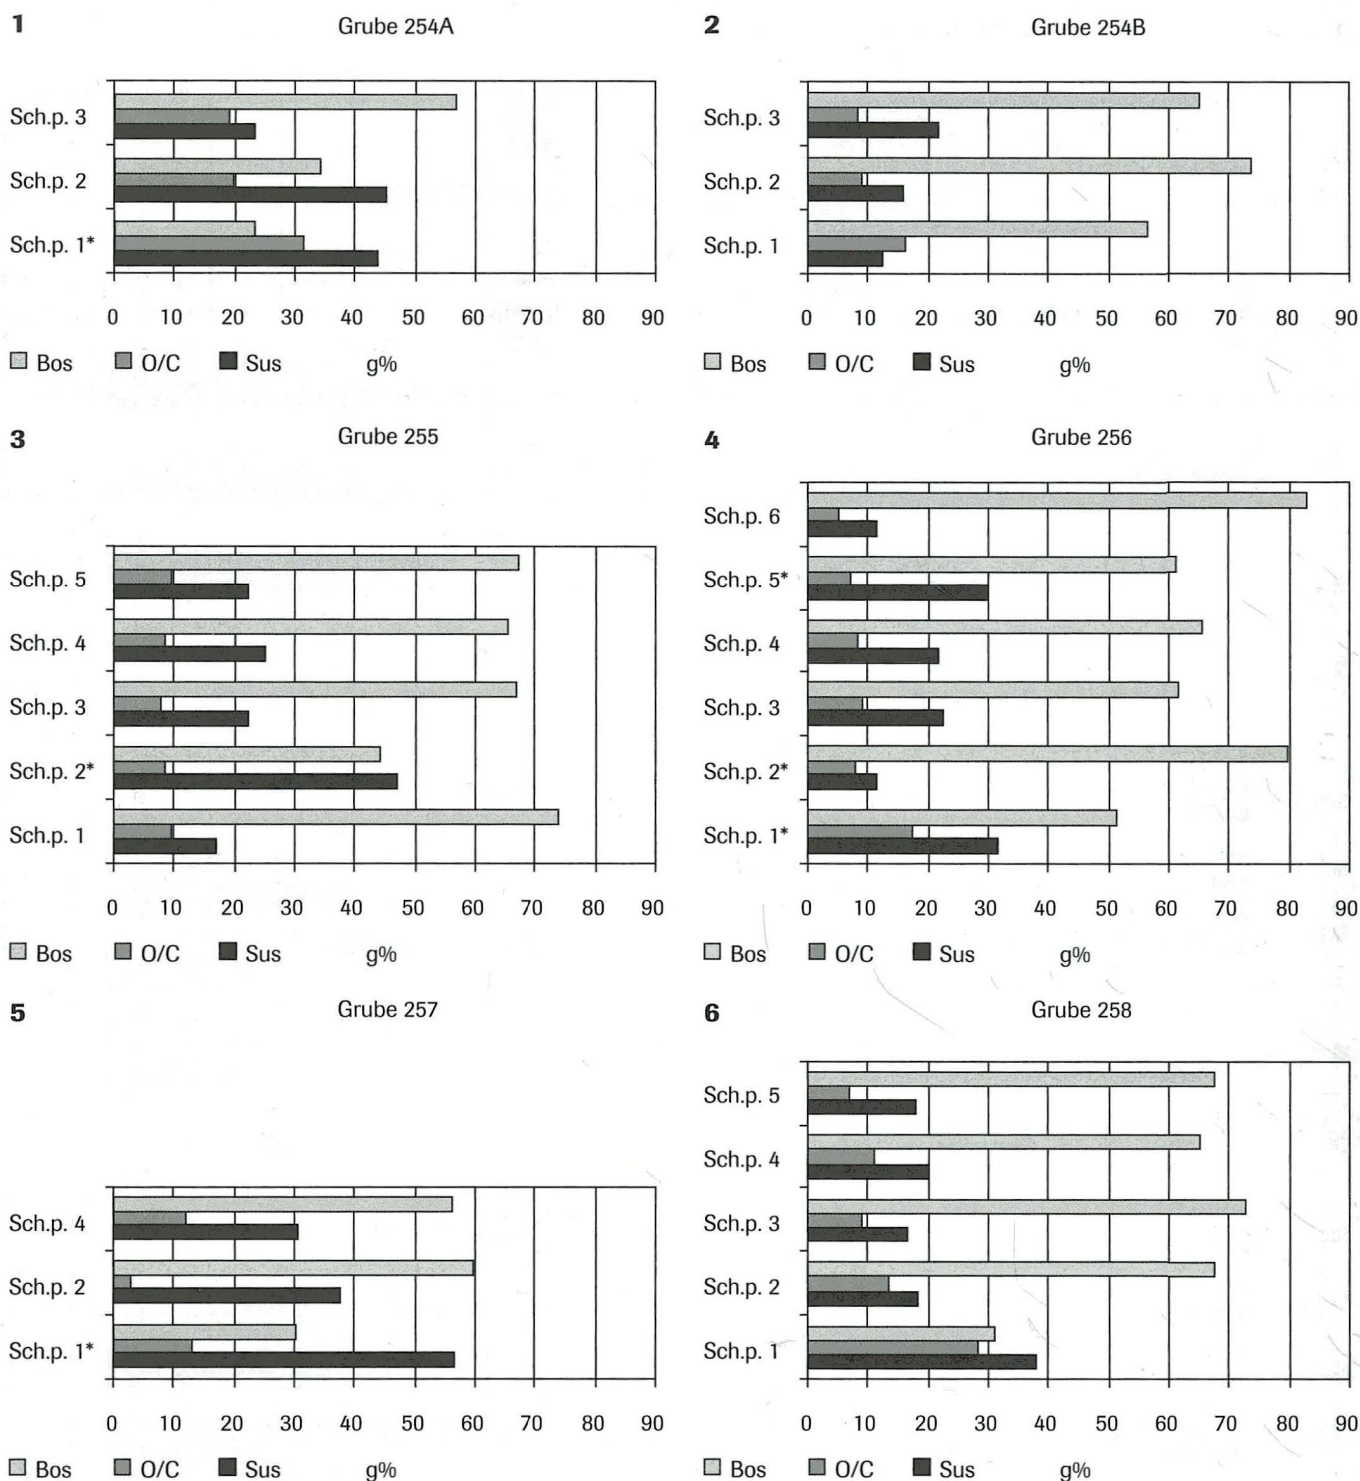 1 Grube 254A
Sch.p. 3
Sch.p. 2
Sch.p. 1*
0 10 20 30 40 50 60 70 80 90
Bos O/C Sus g%
2 Grube 254B
Sch.p. 3
Sch.p. 2
Sch.p. 1
0 10 20 30 40 50 60 70 80 90
Bos O/C Sus g%
3 Grube 255
Sch.p. 5
Sch.p. 4
Sch.p. 3
Sch.p. 2*
Sch.p. 1
0 10 20 30 40 50 60 70 80 90
Bos O/C Sus g%
4 Grube 256
Sch.p. 6
Sch.p. 5*
Sch.p. 4
Sch.p. 3
Sch.p. 2*
Sch.p. 1*
0 10 20 30 40 50 60 70 80 90
Bos O/C Sus g%
5 Grube 257
Sch.p. 4
Sch.p. 2
Sch.p. 1*
0 10 20 30 40 50 60 70 80 90
Bos O/C Sus g%
6 Grube 258
Sch.p. 5
Sch.p. 4
Sch.p. 3
Sch.p. 2
Sch.p. 1
0 10 20 30 40 50 60 70 80 90
Bos O/C Sus g%